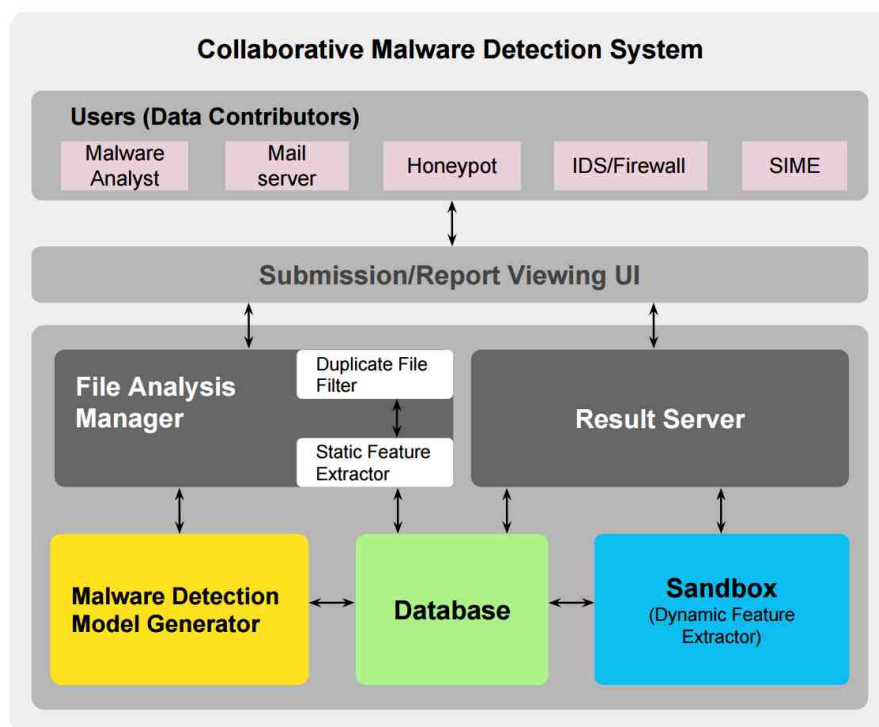 Collaborative Malware Detection System
Users (Data Contributors)
Malware
Analyst
Mail
server
Honeypot
IDS/Firewall
SIME
Submission/Report Viewing UI
File Analysis
Manager
Duplicate File
Filter
Static Feature
Extractor
Result Server
Malware Detection
Model Generator
Database
Sandbox
(Dynamic Feature
Extractor)